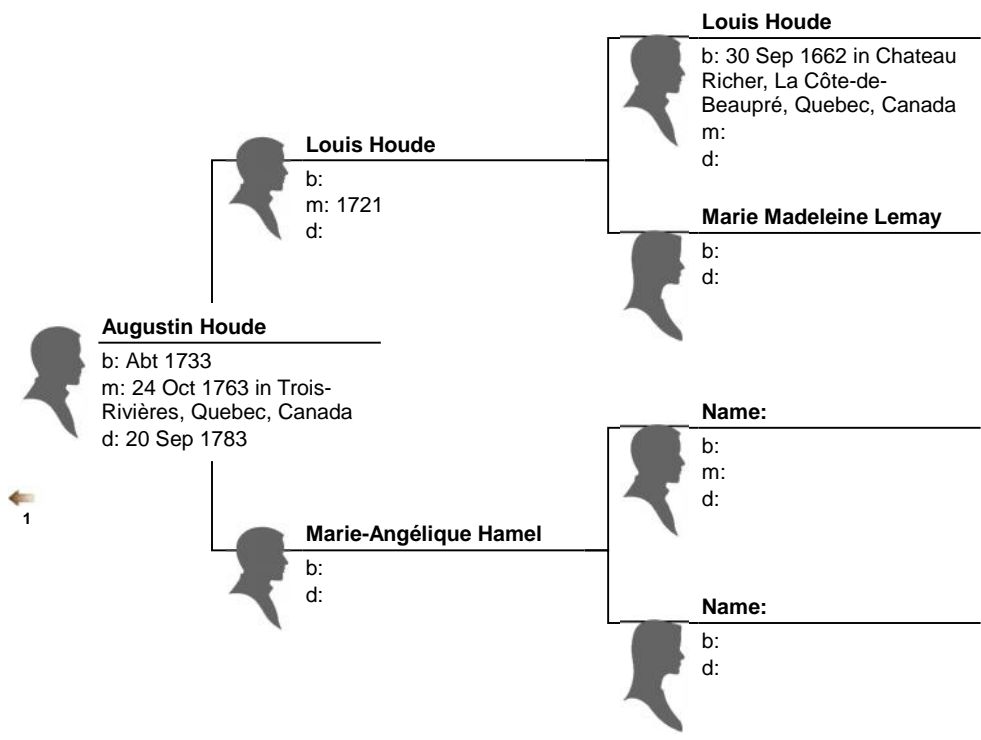 Louis Houde
b: 30 Sep 1662 in Chateau
Richer, La Côte-de-
Beaupré, Quebec, Canada
m:
d:
Louis Houde
b:
m: 1721
d:
Marie Madeleine Lemay
b:
d:
Augustin Houde
b: Abt 1733
m: 24 Oct 1763 in Trois-
Rivières, Quebec, Canada
d: 20 Sep 1783
Name:
b:
m:
d:
1
Marie-Angélique Hamel
b:
d:
Name:
b:
d: